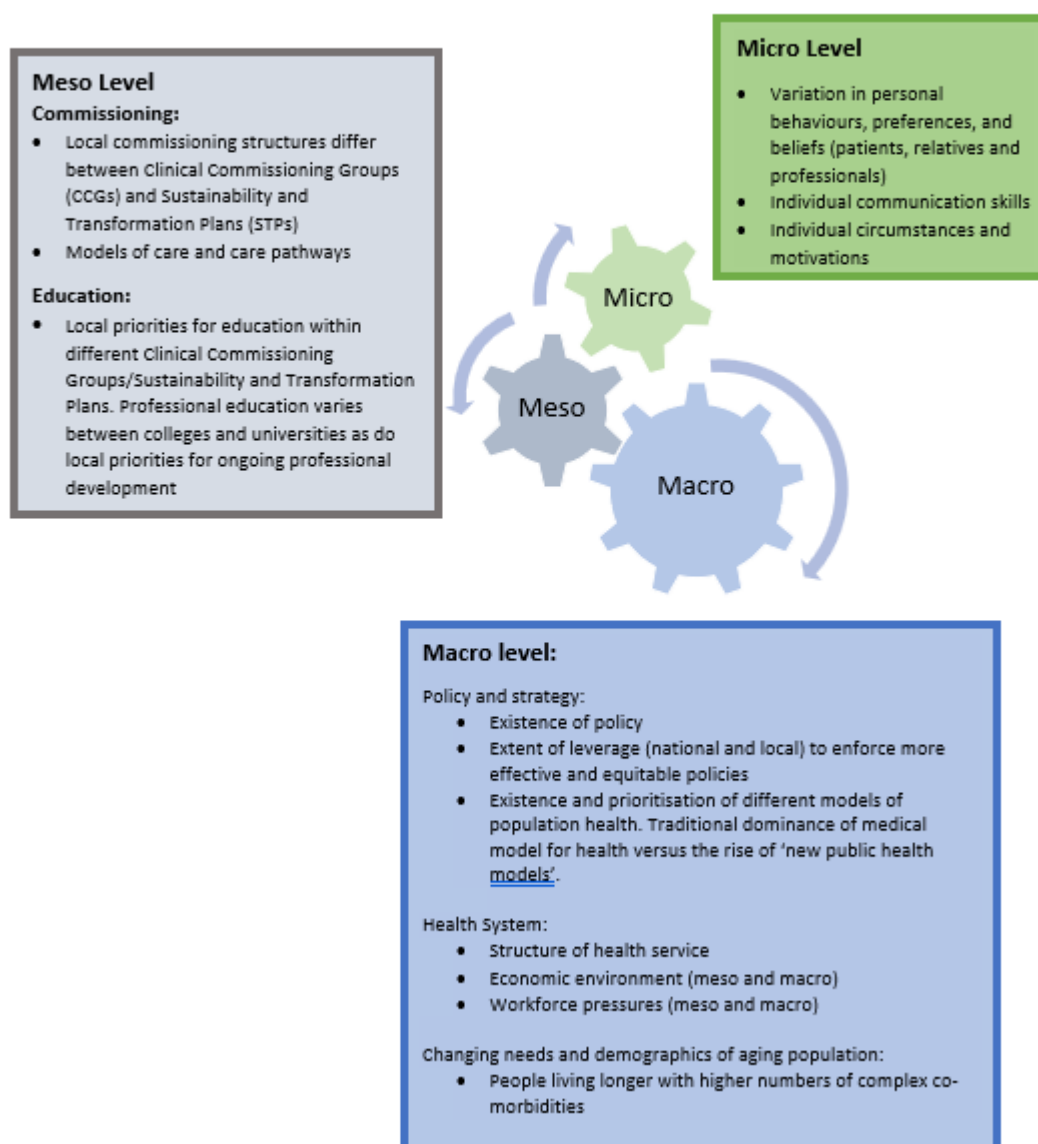 Meso Level
Commissioning:
• Local commissioning structures differ
between Clinical Commissioning Groups
(CCGs) and Sustainability and
Transformation Plans (STPs)
• Models of care and care pathways
Education:
• Local priorities for education within
different Clinical Commissioning
Groups/Sustainability and Transformation
Plans. Professional education varies
between colleges and universities as do
local priorities for ongoing professional
development
Micro Level
• Variation in personal
behaviours, preferences, and
beliefs (patients, relatives and
professionals)
• Individual communication skills
• Individual circumstances and
motivations
Micro
Meso
Macro
Macro level:
Policy and strategy:
• Existence of policy
• Extent of leverage (national and local) to enforce more
effective and equitable policies
• Existence and prioritisation of different models of
population health. Traditional dominance of medical
model for health versus the rise of ‘new public health
models’.
Health System:
• Structure of health service
• Economic environment (meso and macro)
• Workforce pressures (meso and macro)
Changing needs and demographics of aging population:
• People living longer with higher numbers of complex co-
morbidities